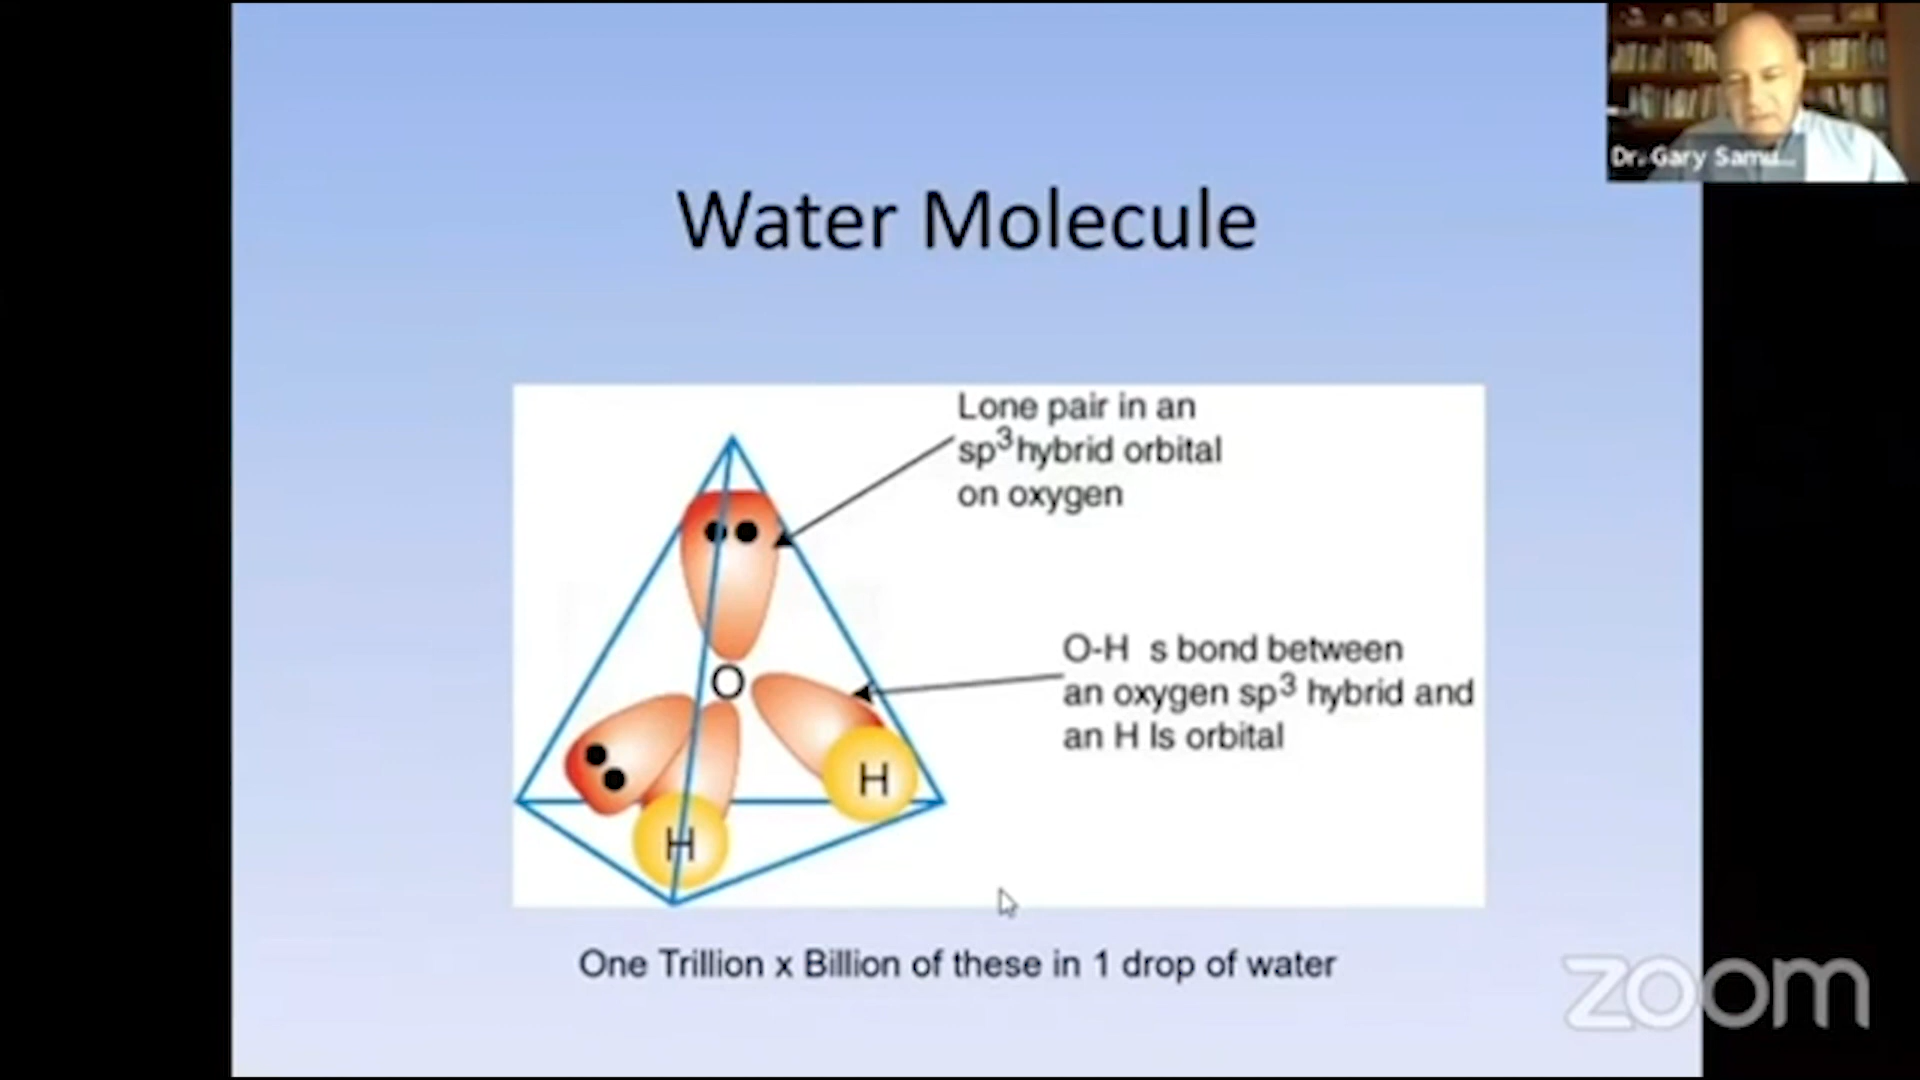 Dr. Gary Samu...
Water Molecule
Lone pair in an
sp³ hybrid orbital
on oxygen
O
O-H s bond between
an oxygen sp³ hybrid and
an H Is orbital
H
H
One Trillion x Billion of these in 1 drop of water
zoom